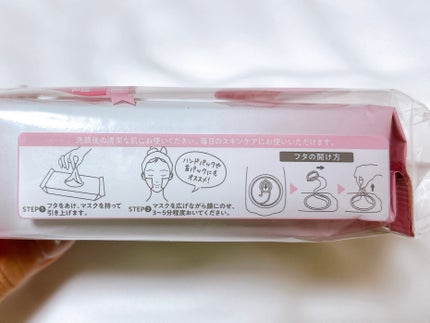 洗顔後の清潔な肌にお使いください。毎日のスキンケアにお使いいただけます。
ハンドパックや
首パックにも
オススメ!
フタの開け方
STEP❶ フタをあけ、マスクを持って
引き上げます。
STEP❷ マスクを広げながら顔にのせ、
3〜5分程度おいてください。